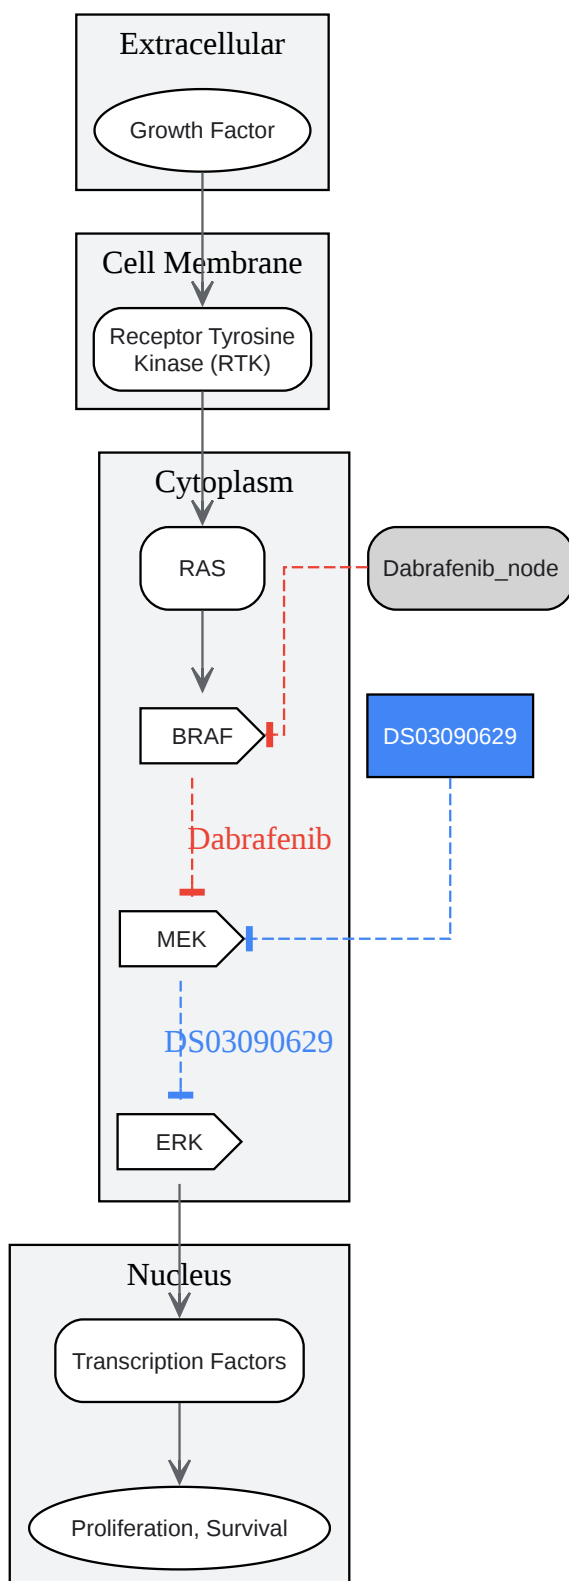 Extracellular
Growth Factor
Cell Membrane
Receptor Tyrosine
Kinase (RTK)
Cytoplasm
RAS
Dabrafenib_node
BRAF
DS03090629
Dabrafenib
MEK
DS03090629
ERK
Nucleus
Transcription Factors
Proliferation, Survival